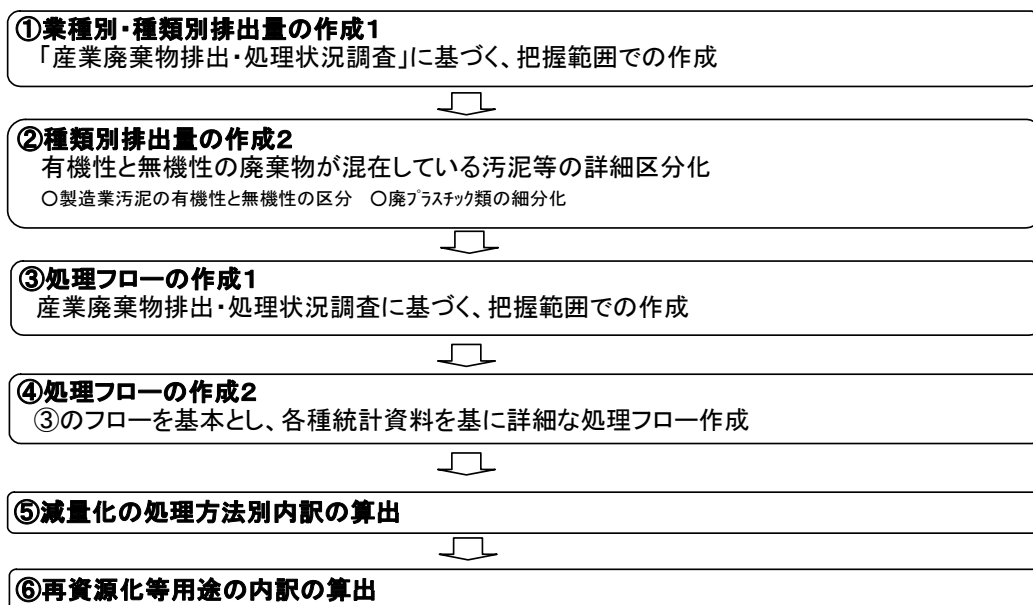 ①業種別・種類別排出量の作成1
「産業廃棄物排出・処理状況調査」に基づく、把握範囲での作成
②種類別排出量の作成2
有機性と無機性の廃棄物が混在している汚泥等の詳細区分化
○製造業汚泥の有機性と無機性の区分 ○廃プラスチック類の細分化
③処理フローの作成1
産業廃棄物排出・処理状況調査に基づく、把握範囲での作成
④処理フローの作成2
③のフローを基本とし、各種統計資料を基に詳細な処理フロー作成
⑤減量化の処理方法別内訳の算出
⑥再資源化等用途の内訳の算出